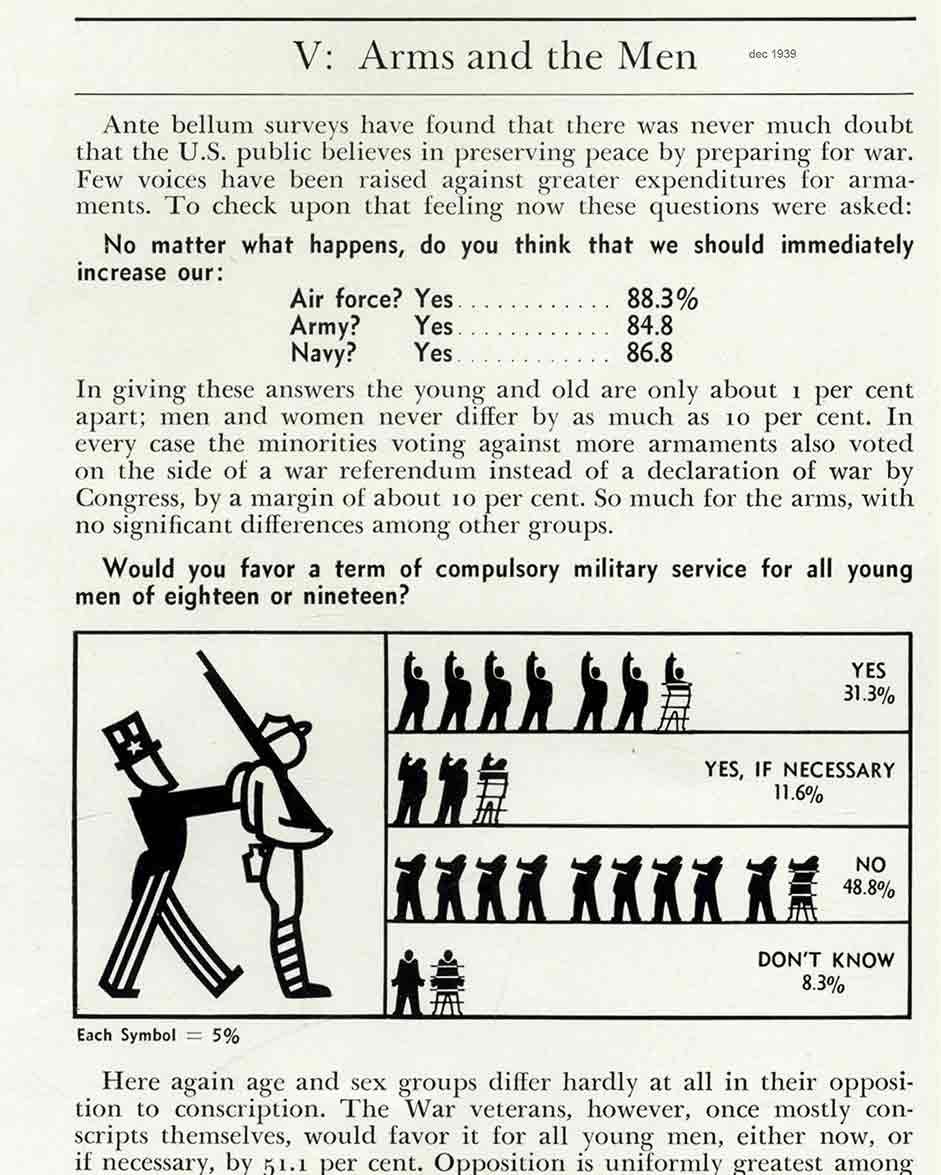 V: Arms and the Men
dec 1939
Ante bellum surveys have found that there was never much doubt
that the U.S. public believes in preserving peace by preparing for war.
Few voices have been raised against greater expenditures for arma-
ments. To check upon that feeling now these questions were asked:
No matter what happens, do you think that we should immediately
increase our:
Air force? Yes............ 88.3%
Army? Yes............ 84.8
Navy? Yes............ 86.8
In giving these answers the young and old are only about 1 per cent
apart; men and women never differ by as much as 10 per cent. In
every case the minorities voting against more armaments also voted
on the side of a war referendum instead of a declaration of war by
Congress, by a margin of about 10 per cent. So much for the arms, with
no significant differences among other groups.
Would you favor a term of compulsory military service for all young
men of eighteen or nineteen?
YES
31.3%
YES, IF NECESSARY
11.6%
NO
48.8%
DON'T KNOW
8.3%
Each Symbol = 5%
Here again age and sex groups differ hardly at all in their opposi-
tion to conscription. The War veterans, however, once mostly con-
scripts themselves, would favor it for all young men, either now, or
if necessary, by 51.1 per cent. Opposition is uniformly greatest among